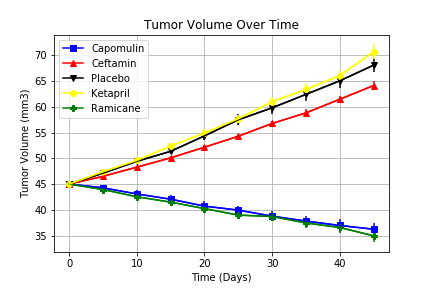 Tumor Volume Over Time
Tumor Volume (mm3)
70
65
60
55
50
45
40
35
Capomulin
Ceftamin
Placebo
Ketapril
Ramicane
0
10
20
30
40
Time (Days)